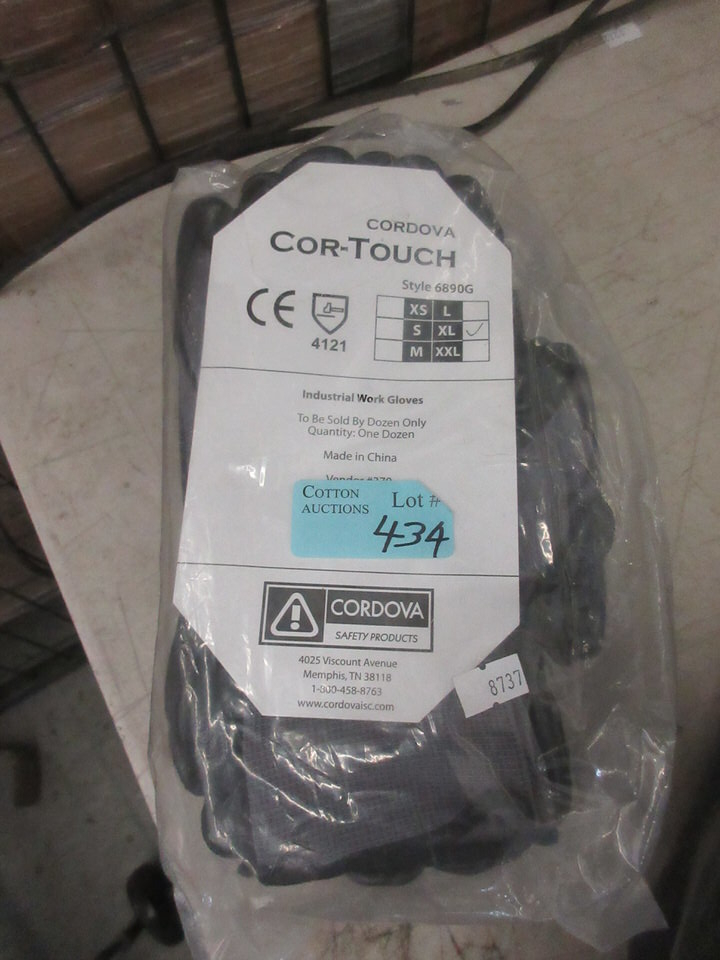 CORDOVA
COR-TOUCH
Style 6890G
CE
4121
XS L
S XL ✓
M XXL
Industrial Work Gloves
To Be Sold By Dozen Only
Quantity: One Dozen
Made in China
COTTON AUCTIONS Lot #
434
CORDOVA
SAFETY PRODUCTS
4025 Viscount Avenue
Memphis, TN 38118
1-800-458-8763
www.cordovaisc.com
8737